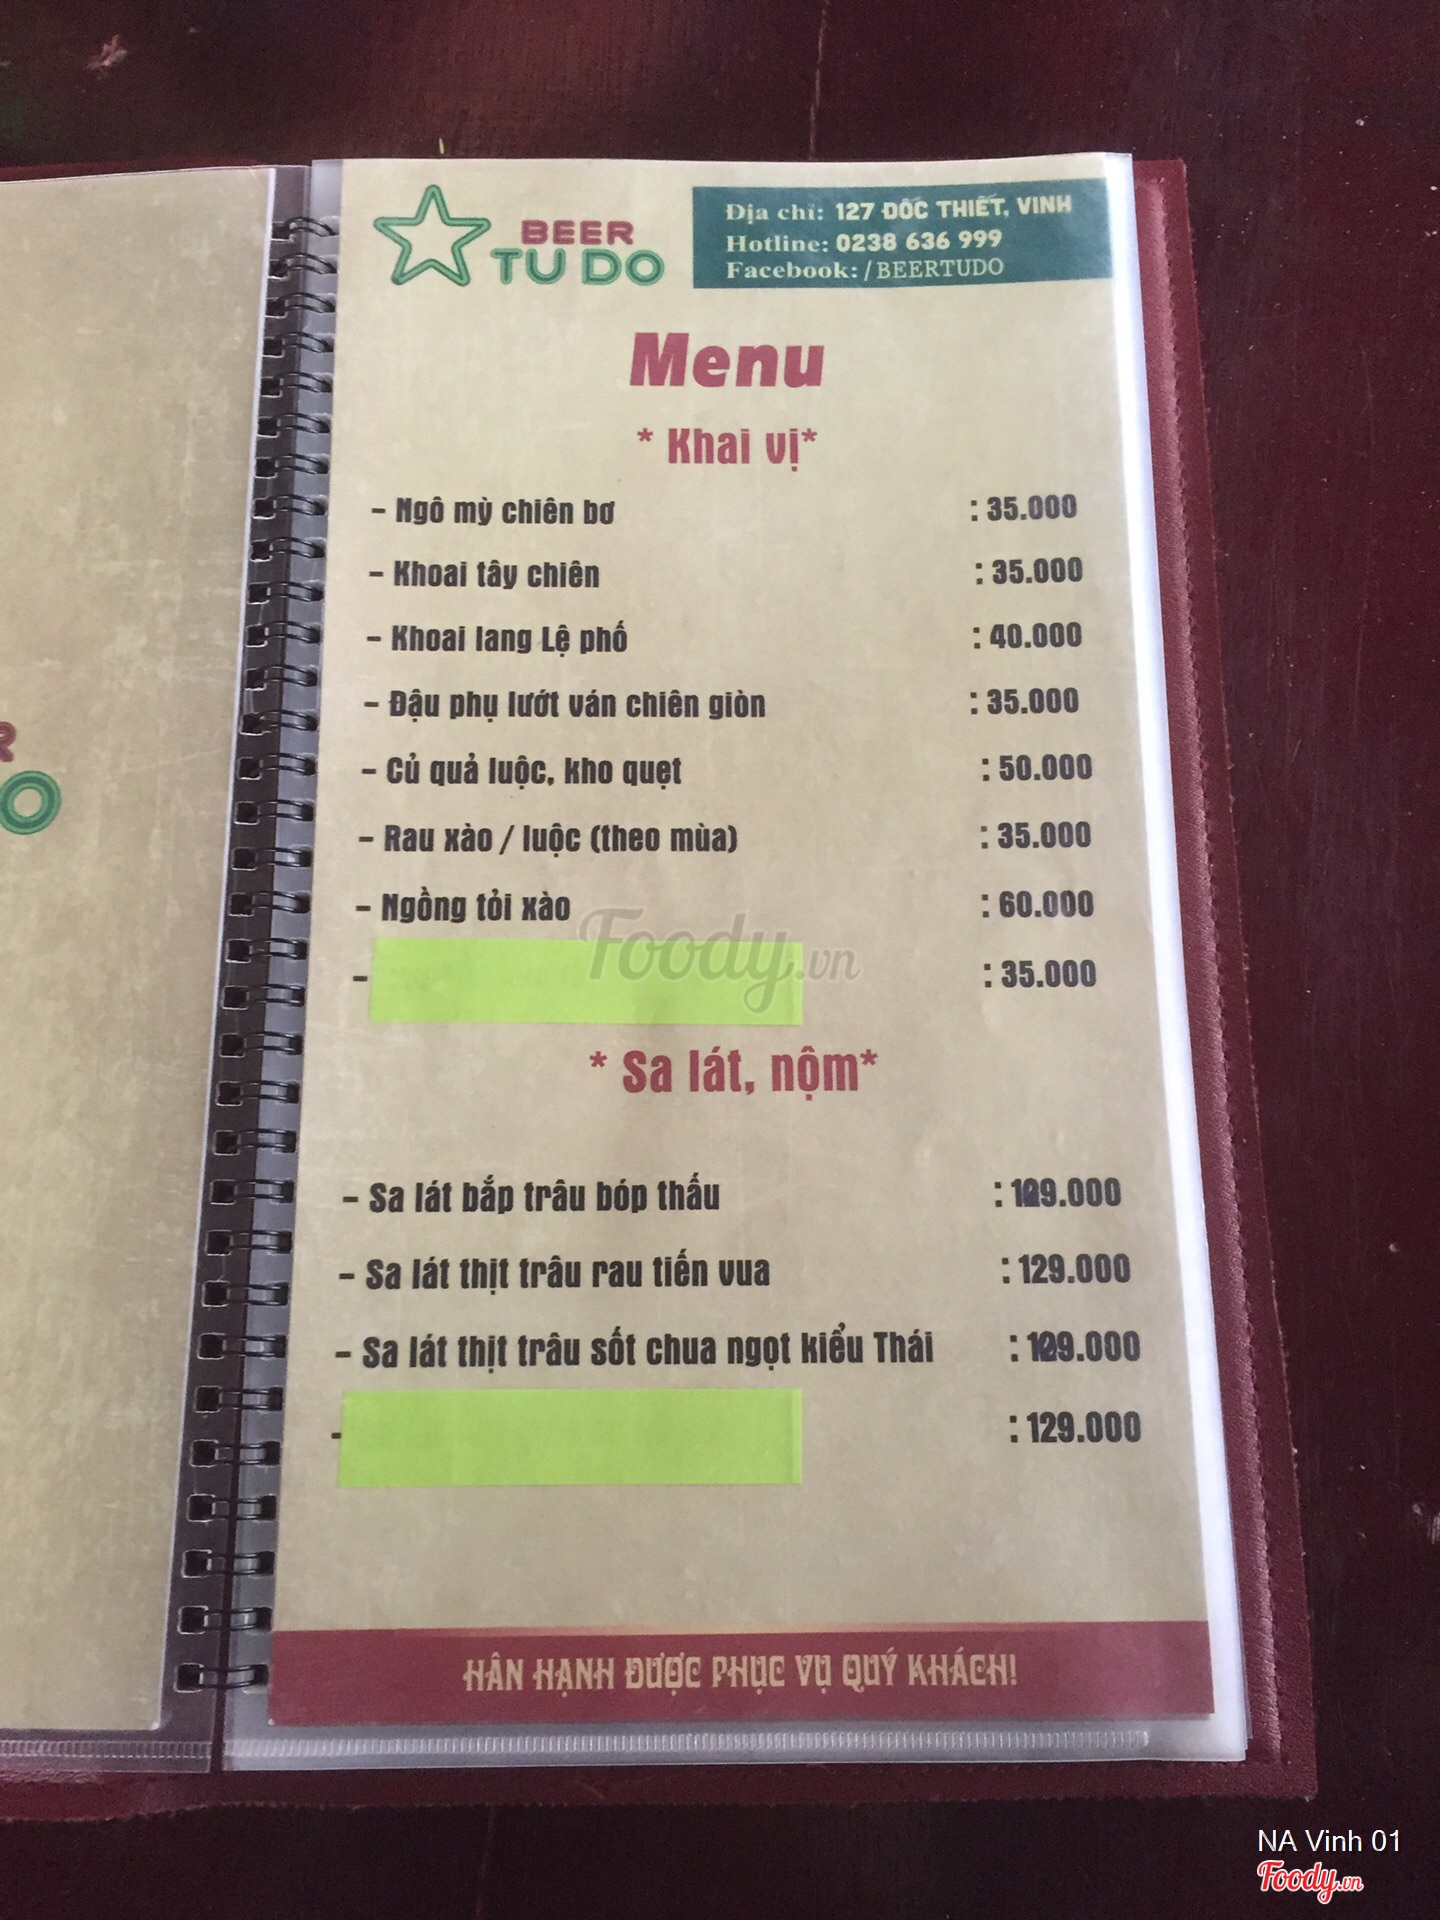 BEER
TU DO
Địa chỉ: 127 ĐỐC THIẾT, VINH
Hotline: 0238 636 999
Facebook: /BEERTUDO
Menu
* Khai vị*
- Ngô mỳ chiên bơ : 35.000
- Khoai tây chiên : 35.000
- Khoai lang Lệ phố : 40.000
- Đậu phụ lướt ván chiên giòn : 35.000
- Củ quả luộc, kho quẹt : 50.000
- Rau xào / luộc (theo mùa) : 35.000
- Ngồng tỏi xào : 60.000
- : 35.000
Foody.vn
* Sa lát, nộm*
- Sa lát bắp trâu bóp thấu
- Sa lát thịt trâu rau tiến vua : 129.000
- Sa lát thịt trâu sốt chua ngọt kiểu Thái
- : 129.000
HÂN HẠNH ĐƯỢC PHỤC VỤ QUÝ KHÁCH!
R
O
NA Vinh 01
Foody.vn